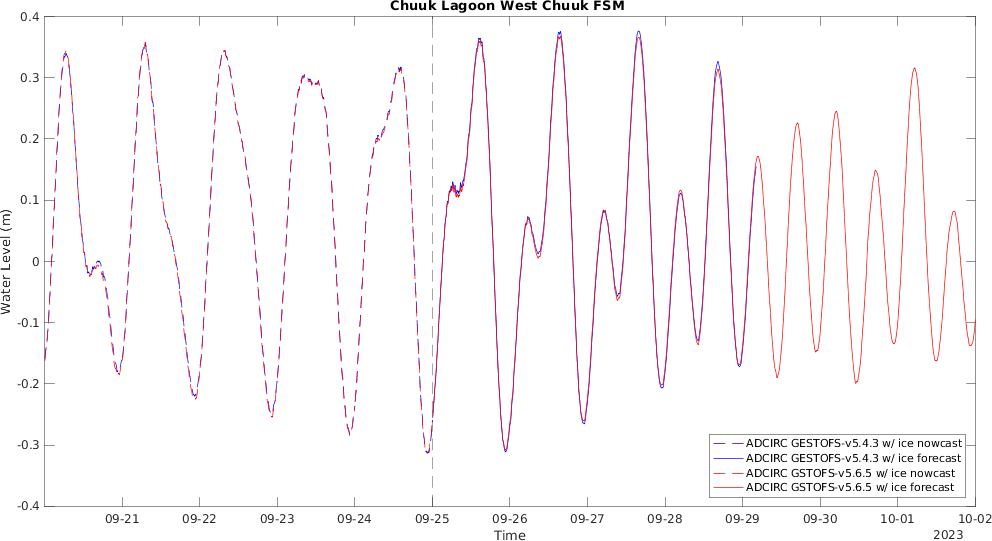 Chuuk Lagoon West Chuuk FSM
0.4
0.3
0.2
0.1
0
-0.1
-0.2
-0.3
-0.4
Water Level (m)
ADCIRC GESTOFS-v5.4.3 w/ ice nowcast
ADCIRC GESTOFS-v5.4.3 w/ ice forecast
ADCIRC GSTOFS-v5.6.5 w/ ice nowcast
ADCIRC GSTOFS-v5.6.5 w/ ice forecast
09-21 09-22 09-23 09-24 09-25 09-26 09-27 09-28 09-29 09-30 10-01 10-02
Time
2023